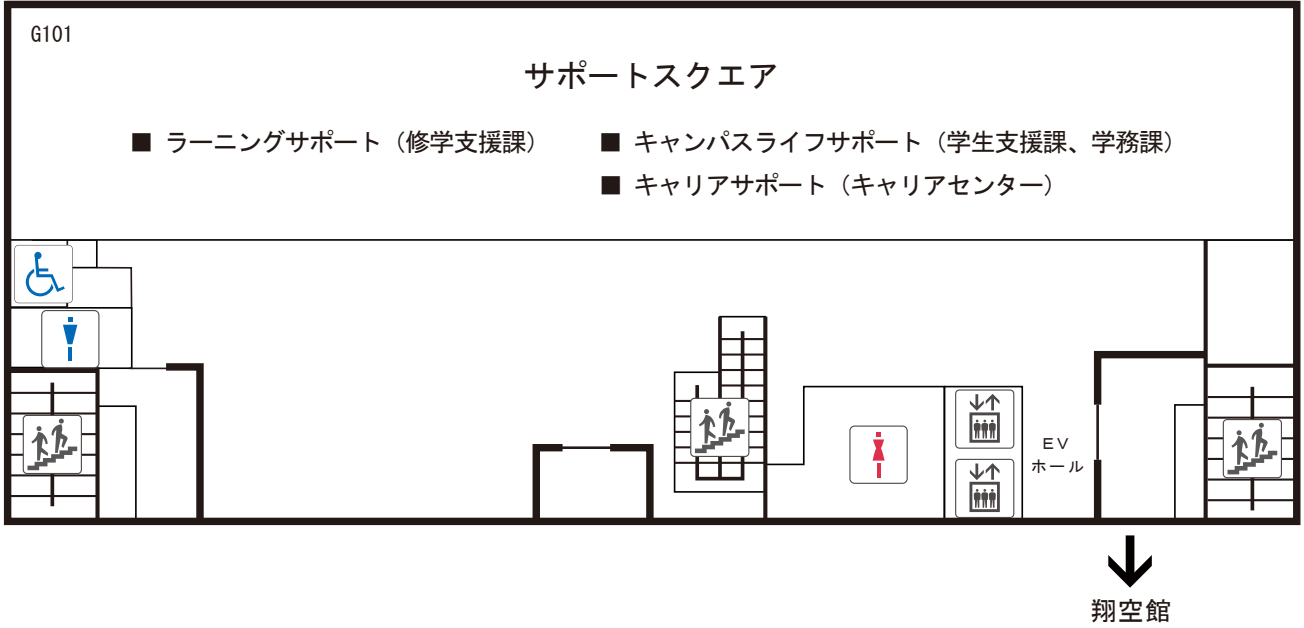 G101
サポートスクエア
■ ラーニングサポート（修学支援課）
■ キャンパスライフサポート（学生支援課、学務課）
■ キャリアサポート（キャリアセンター）
EV
ホール
翔空館